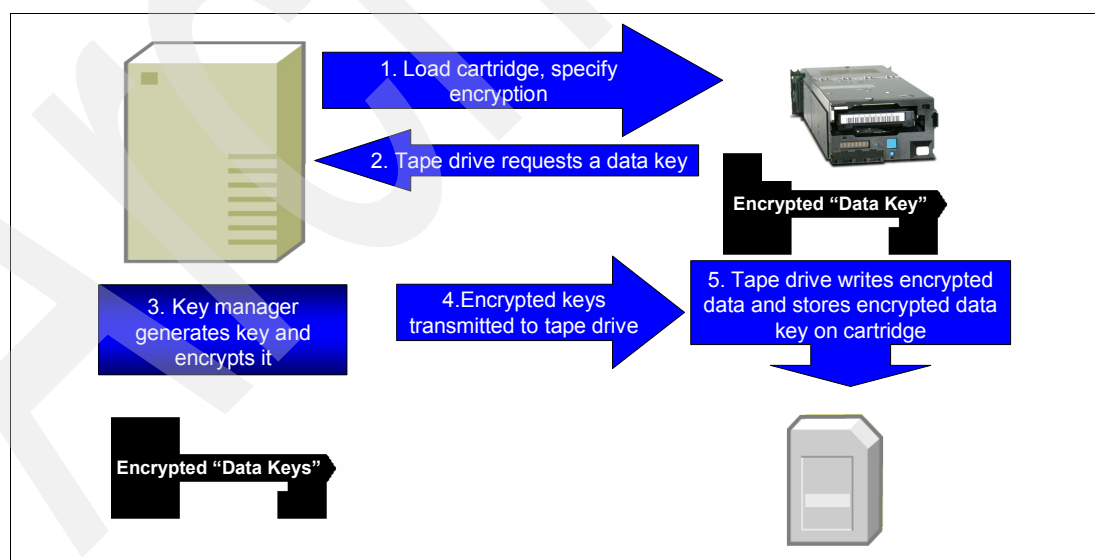 1. Load cartridge, specify
encryption
2. Tape drive requests a data key
Encrypted “Data Key”
3. Key manager
generates key and
encrypts it
4.Encrypted keys
transmitted to tape drive
5. Tape drive writes encrypted
data and stores encrypted data
key on cartridge
Encrypted “Data Keys”